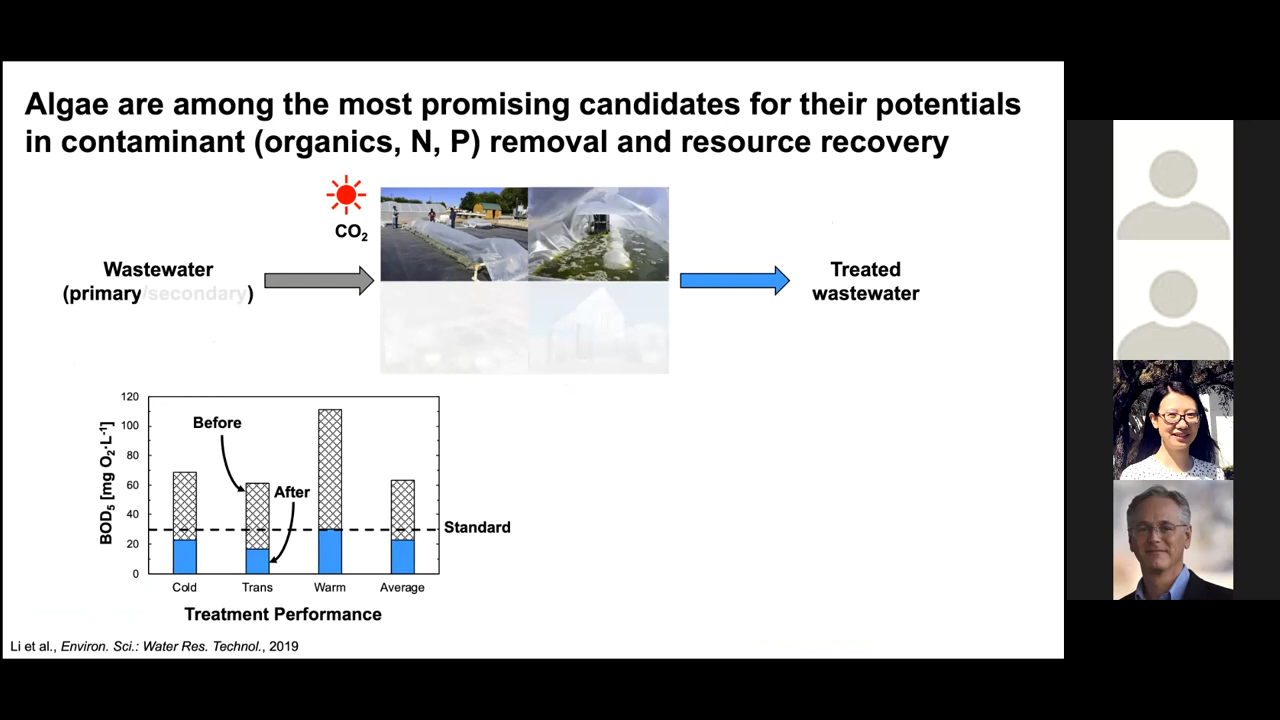 Algae are among the most promising candidates for their potentials
in contaminant (organics, N, P) removal and resource recovery
CO₂
Wastewater
(primary/secondary)
Treated
wastewater
120
100
80
60
40
20
0
BOD₅ [mg O₂·L⁻¹]
Before
After
Standard
Cold
Trans
Warm
Average
Treatment Performance
Li et al., Environ. Sci.: Water Res. Technol., 2019